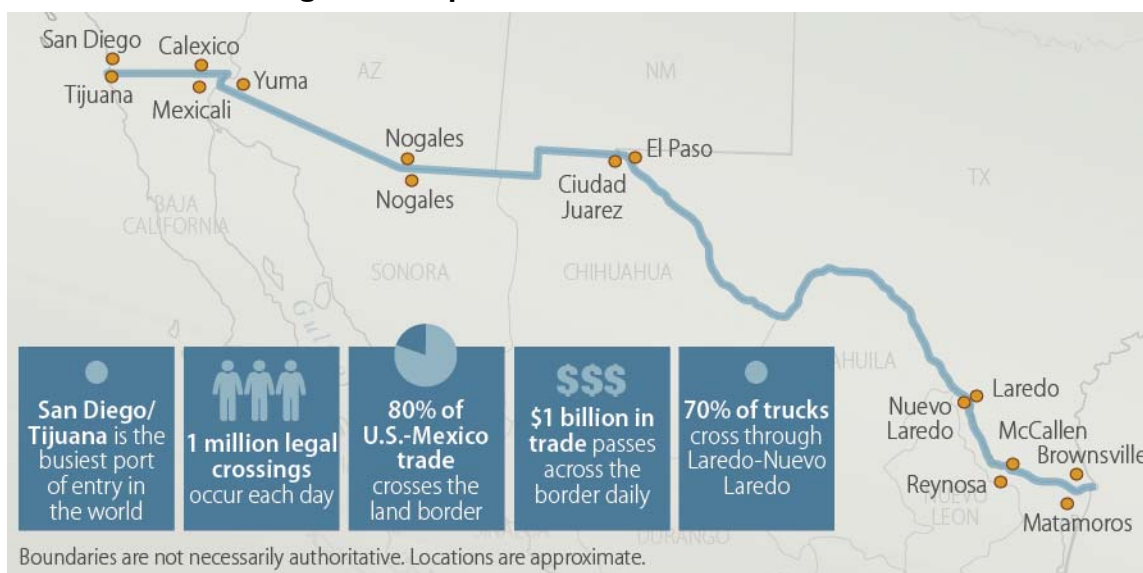 San Diego
Calexico
Tijuana
Mexicali
Yuma
AZ
NM
TX
Nogales
Nogales
El Paso
Ciudad
Juarez
BAJA
CALIFORNIA
SONORA
CHIHUAHUA
Laredo
Nuevo
Laredo
McCallen
Brownsville
Reynosa
Matamoros
LEON
DURANGO
San Diego/
Tijuana is the
busiest port
of entry in
the world
1 million legal
crossings
occur each day
80% of
U.S.-Mexico
trade
crosses the
land border
$$$
$1 billion in
trade passes
across the
border daily
70% of trucks
cross through
Laredo-Nuevo
Laredo
Boundaries are not necessarily authoritative. Locations are approximate.